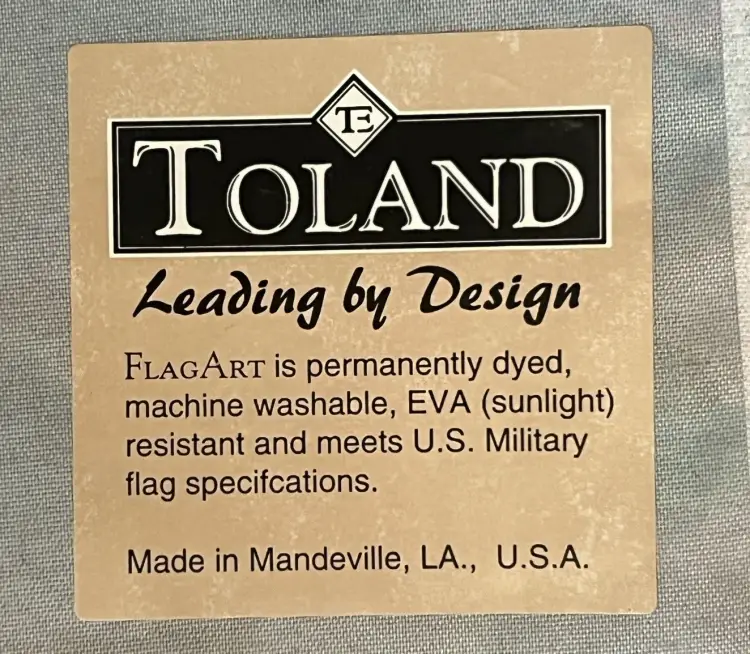 TE
TOLAND
Leading by Design
FLAGART is permanently dyed,
machine washable, EVA (sunlight)
resistant and meets U.S. Military
flag specifcations.
Made in Mandeville, LA., U.S.A.